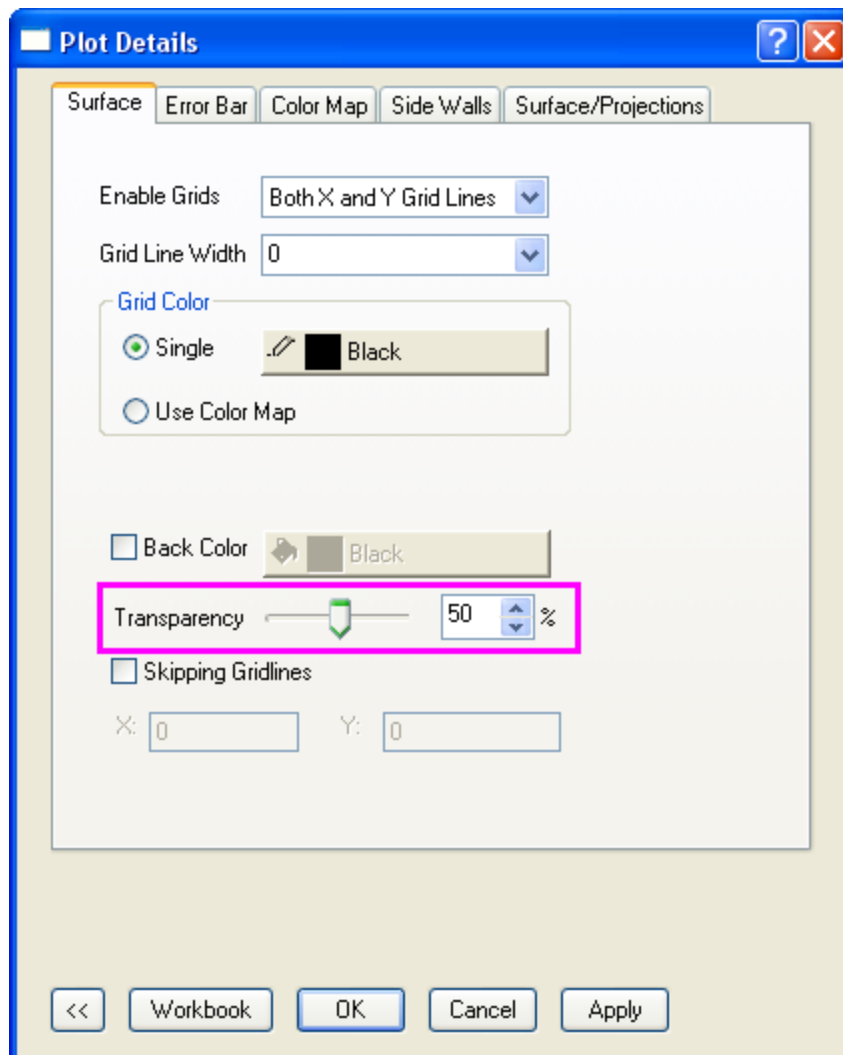 Plot Details
Surface Error Bar Color Map Side Walls Surface/Projections
Enable Grids Both X and Y Grid Lines
Grid Line Width 0
Grid Color
Single Black
Use Color Map
Back Color Black
Transparency 50 %
Skipping Gridlines
X: 0 Y: 0
<< Workbook OK Cancel Apply